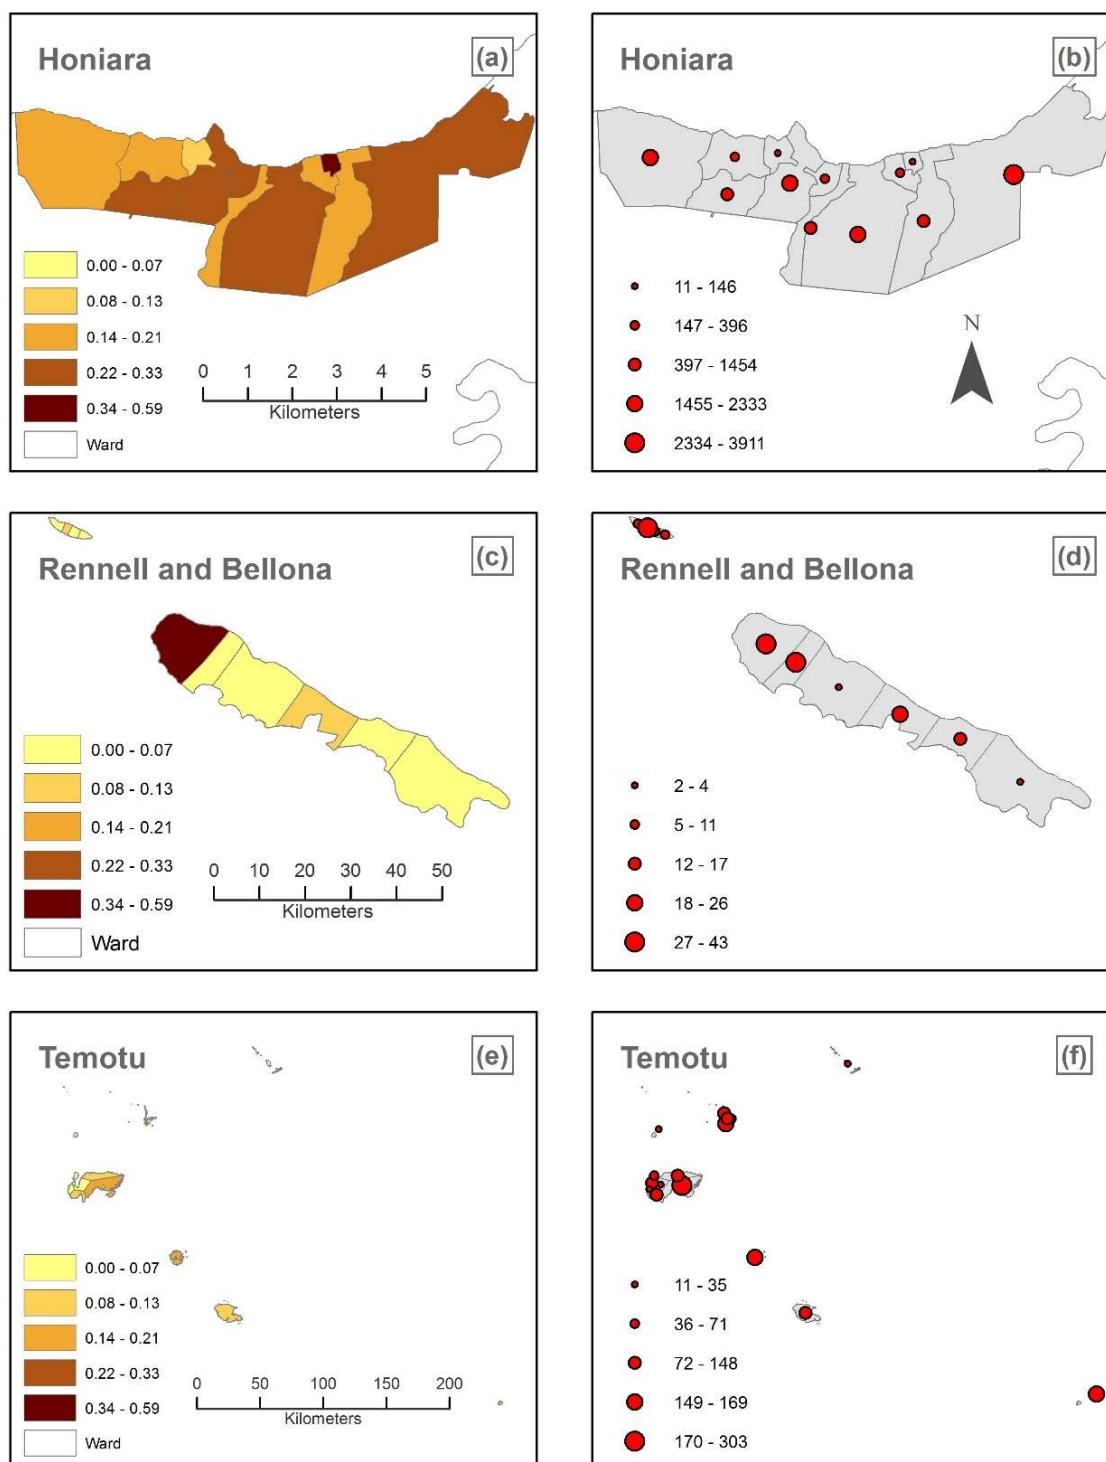 Honiara
(a)
0.00 - 0.07
0.08 - 0.13
0.14 - 0.21
0.22 - 0.33
0.34 - 0.59
Ward
0 1 2 3 4 5
Kilometers
Honiara
(b)
11 - 146
147 - 396
397 - 1454
1455 - 2333
2334 - 3911
N
Rennell and Bellona
(c)
0.00 - 0.07
0.08 - 0.13
0.14 - 0.21
0.22 - 0.33
0.34 - 0.59
Ward
0 10 20 30 40 50
Kilometers
Rennell and Bellona
(d)
2 - 4
5 - 11
12 - 17
18 - 26
27 - 43
Temotu
(e)
0.00 - 0.07
0.08 - 0.13
0.14 - 0.21
0.22 - 0.33
0.34 - 0.59
Ward
0 50 100 150 200
Kilometers
Temotu
(f)
11 - 35
36 - 71
72 - 148
149 - 169
170 - 303